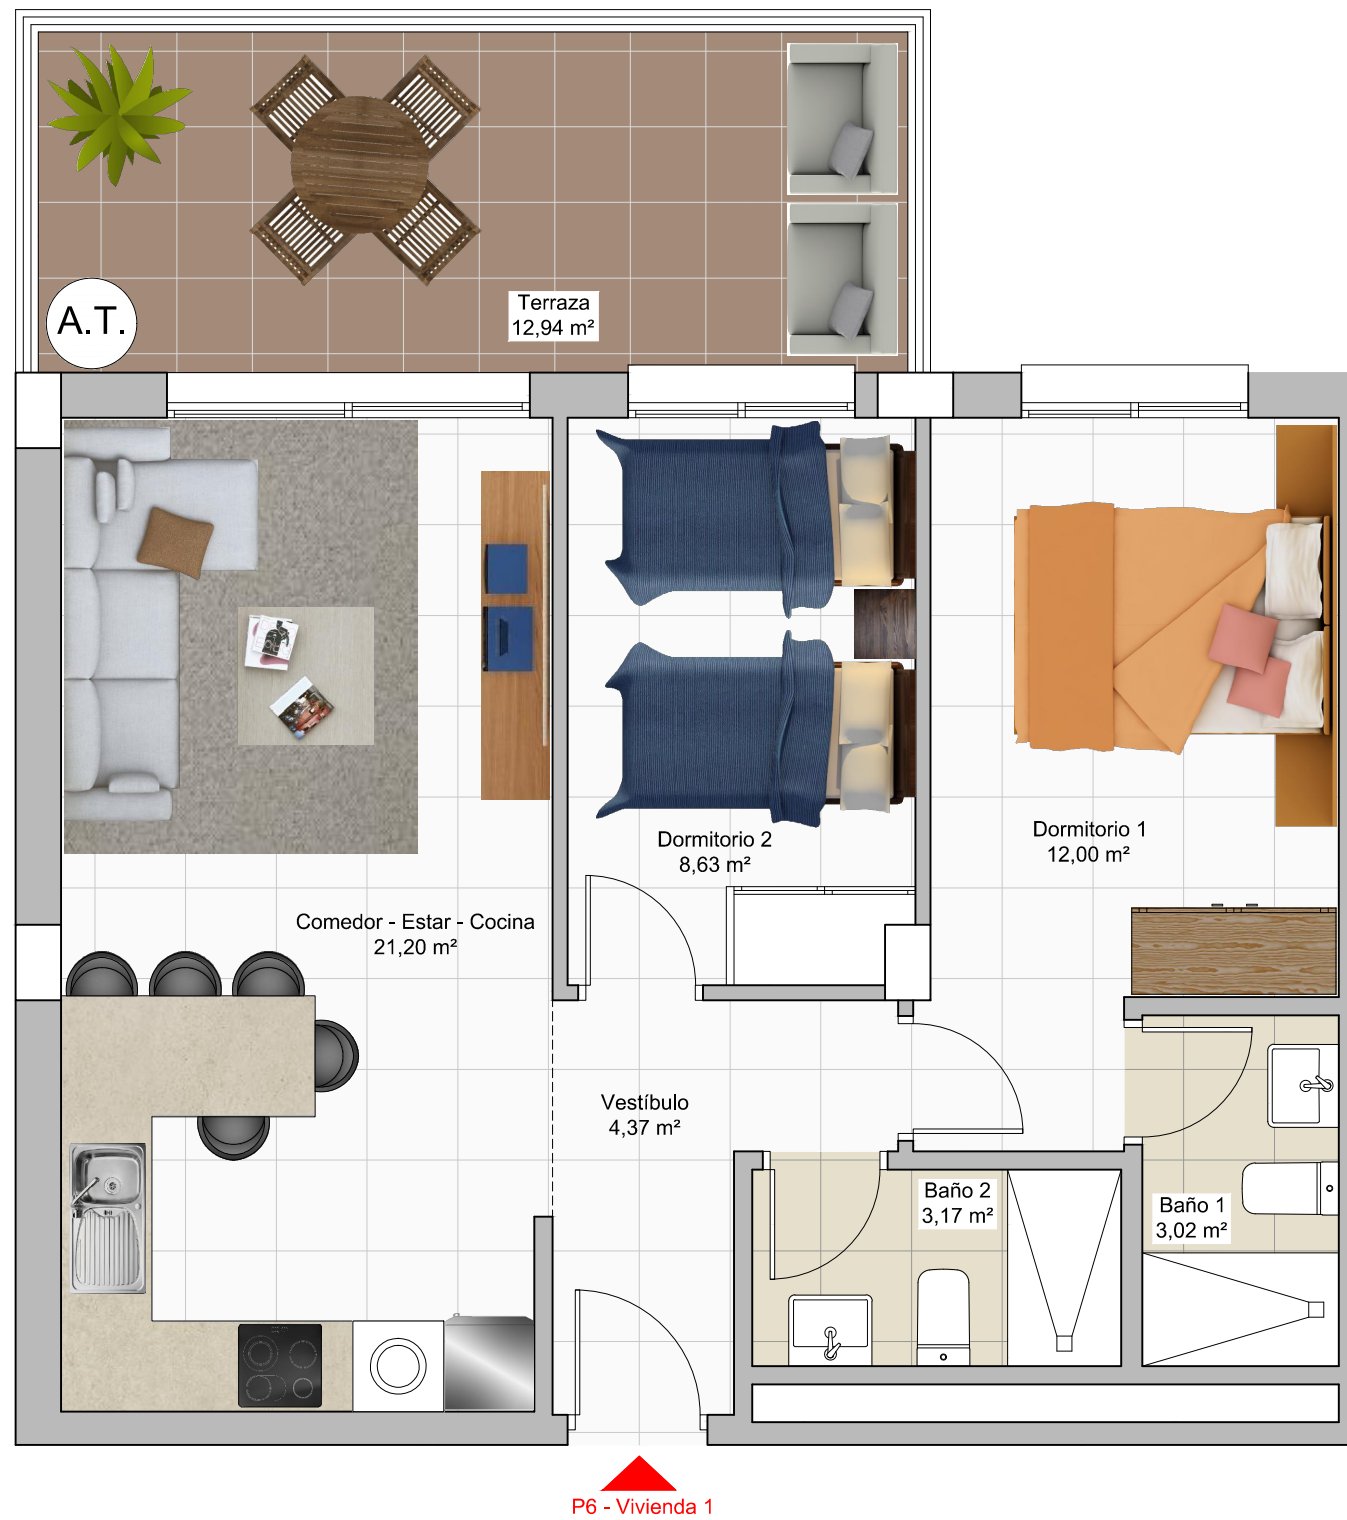 A.T.
Terraza
12,94 m²
Dormitorio 2
8,63 m²
Dormitorio 1
12,00 m²
Comedor - Estar - Cocina
21,20 m²
Vestíbulo
4,37 m²
Baño 2
3,17 m²
Baño 1
3,02 m²
P6 - Vivienda 1